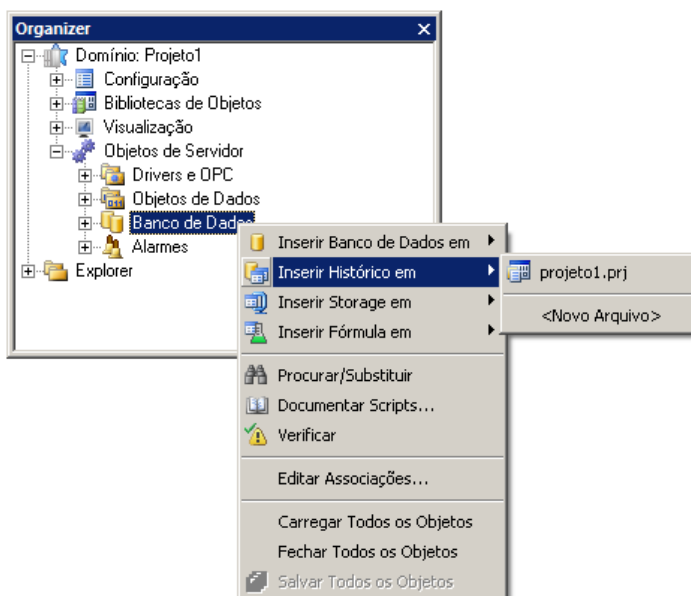 Organizer
Domínio: Projeto1
Configuração
Bibliotecas de Objetos
Visualização
Objetos de Servidor
Drivers e OPC
Objetos de Dados
Banco de Dados
Alarmes
Explorer
Inserir Banco de Dados em
Inserir Histórico em
Inserir Storage em
Inserir Fórmula em
Procurar/Substituir
Documentar Scripts...
Verificar
Editar Associações...
Carregar Todos os Objetos
Fechar Todos os Objetos
Salvar Todos os Objetos
projeto1.prj
<Novo Arquivo>